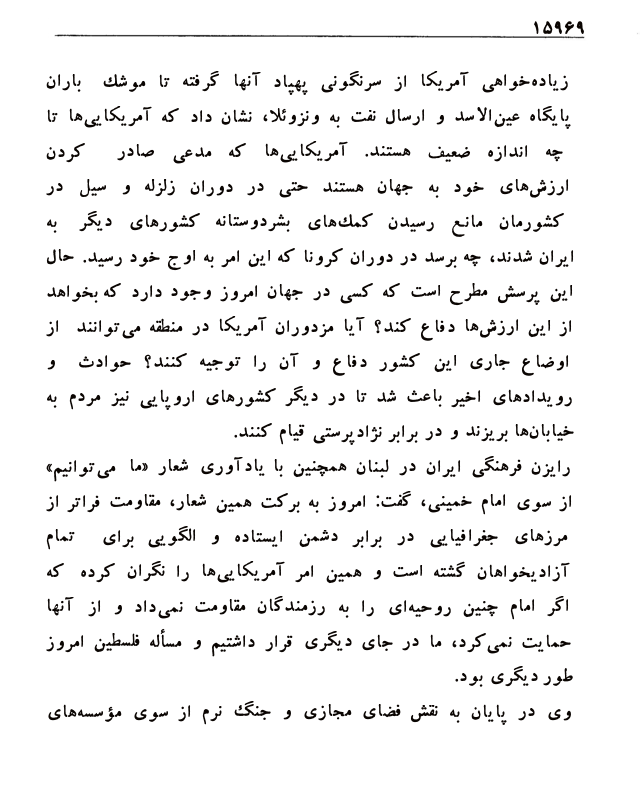 ۱۵۹۶۹
زیاده‌خواهی آمریکا از سرنگونی پهپاد آنها گرفته تا موشك باران
پایگاه عین‌الاسد و ارسال نفت به ونزوئلا، نشان داد که آمریکایی‌ها تا
چه اندازه ضعیف هستند. آمریکایی‌ها که مدعی صادر کردن
ارزش‌های خود به جهان هستند حتی در دوران زلزله و سیل در
کشورمان مانع رسیدن کمك‌های بشردوستانه کشورهای دیگر به
ایران شدند، چه برسد در دوران کرونا که این امر به اوج خود رسید. حال
این پرسش مطرح است که کسی در جهان امروز وجود دارد که بخواهد
از این ارزش‌ها دفاع کند؟ آیا مزدوران آمریکا در منطقه می‌توانند از
اوضاع جاری این کشور دفاع و آن را توجیه کنند؟ حوادث و
رویدادهای اخیر باعث شد تا در دیگر کشورهای اروپایی نیز مردم به
خیابان‌ها بریزند و در برابر نژادپرستی قیام کنند.
رایزن فرهنگی ایران در لبنان همچنین با یادآوری شعار «ما می‌توانیم»
از سوی امام خمینی، گفت: امروز به برکت همین شعار، مقاومت فراتر از
مرزهای جغرافیایی در برابر دشمن ایستاده و الگویی برای تمام
آزادیخواهان گشته است و همین امر آمریکایی‌ها را نگران کرده که
اگر امام چنین روحیه‌ای را به رزمندگان مقاومت نمی‌داد و از آنها
حمایت نمی‌کرد، ما در جای دیگری قرار داشتیم و مسأله فلسطین امروز
طور دیگری بود.
وی در پایان به نقش فضای مجازی و جنگ نرم از سوی مؤسسه‌های